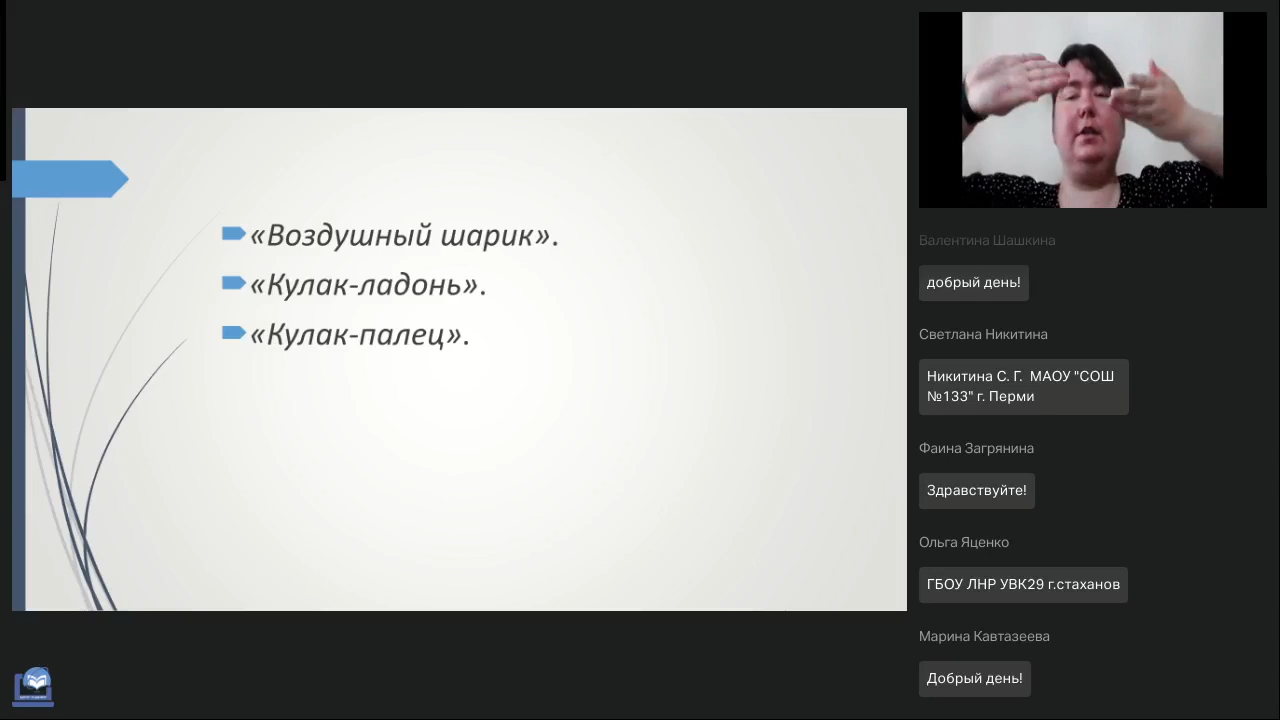 «Воздушный шарик».
«Кулак-ладонь».
«Кулак-палец».
Валентина Шашкина
добрый день!
Светлана Никитина
Никитина С. Г. МАОУ "СОШ
№133" г. Перми
Фаина Загрянина
Здравствуйте!
Ольга Яценко
ГБОУ ЛНР УВК29 г.стаханов
Марина Кавтазеева
Добрый день!